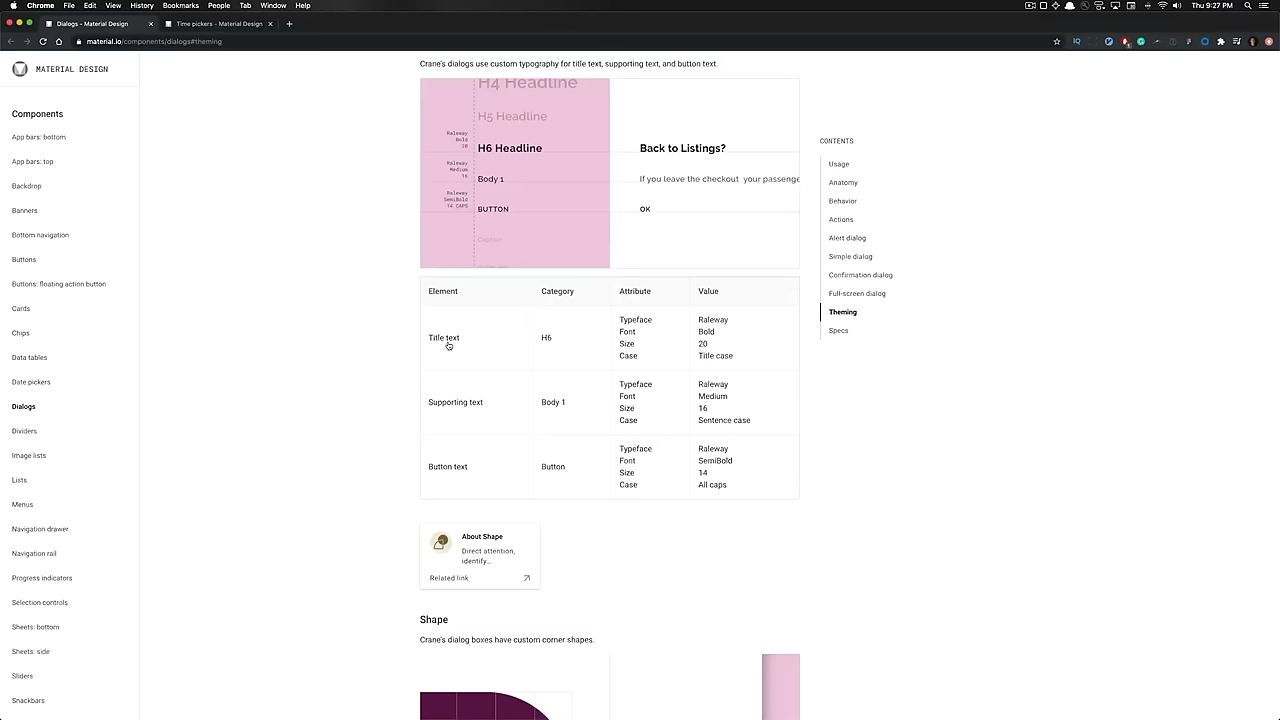 Chrome File Edit View History Bookmarks People Tab Window Help
Thu 9:27 PM
Dialogs - Material Design
Time pickers - Material Design
material.io/components/dialogs#theming
MATERIAL DESIGN
Components
App bars: bottom
App bars: top
Backdrop
Banners
Bottom navigation
Buttons
Buttons: floating action button
Cards
Chips
Data tables
Date pickers
Dialogs
Dividers
Image lists
Lists
Menus
Navigation drawer
Navigation rail
Progress indicators
Selection controls
Sheets: bottom
Sheets: side
Sliders
Snackbars
Crane's dialogs use custom typography for title text, supporting text, and button text.
H4 Headline
H5 Headline
Raleway
Bold
20
H6 Headline
Back to Listings?
Raleway
Medium
16
Body 1
If you leave the checkout your passenge
Raleway
SemiBold
14 CAPS
BUTTON
OK
Caption
Element Category Attribute Value
Title text H6
Typeface Raleway
Font Bold
Size 20
Case Title case
Supporting text Body 1
Typeface Raleway
Font Medium
Size 16
Case Sentence case
Button text Button
Typeface Raleway
Font SemiBold
Size 14
Case All caps
About Shape
Direct attention,
identify...
Related link
Shape
Crane's dialog boxes have custom corner shapes.
CONTENTS
Usage
Anatomy
Behavior
Actions
Alert dialog
Simple dialog
Confirmation dialog
Full-screen dialog
Theming
Specs